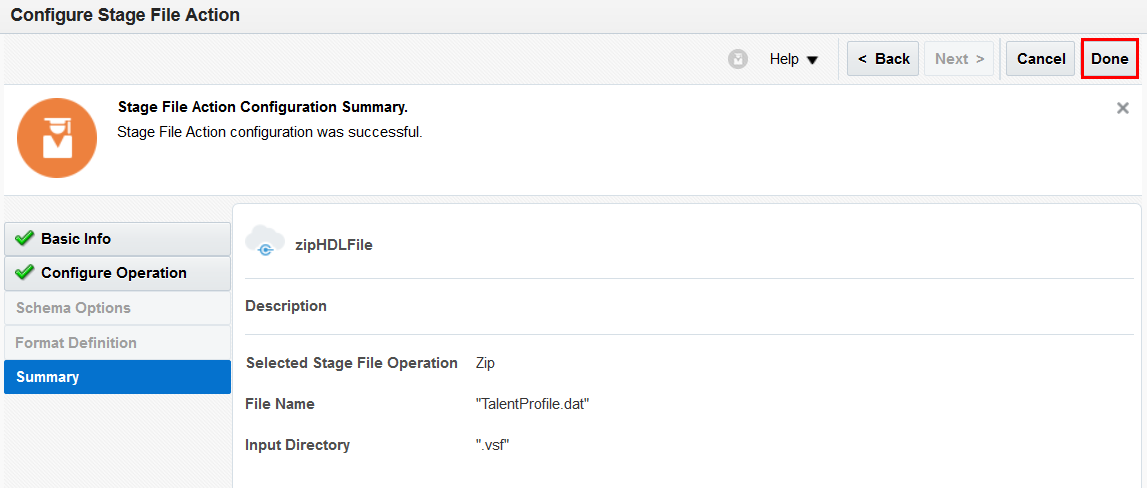 Configure Stage File Action
Help
< Back
Next >
Cancel
Done
Stage File Action Configuration Summary.
Stage File Action configuration was successful.
Basic Info
Configure Operation
Schema Options
Format Definition
Summary
zipHDLFile
Description
Selected Stage File Operation Zip
File Name "TalentProfile.dat"
Input Directory ".vsf"